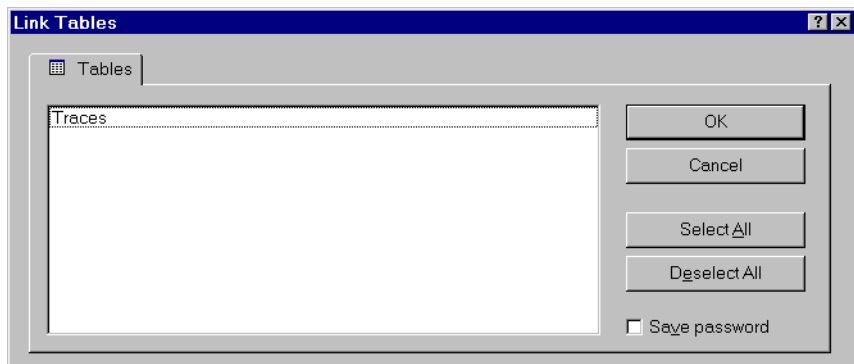 Link Tables
Tables
Traces
OK
Cancel
Select All
Deselect All
Save password